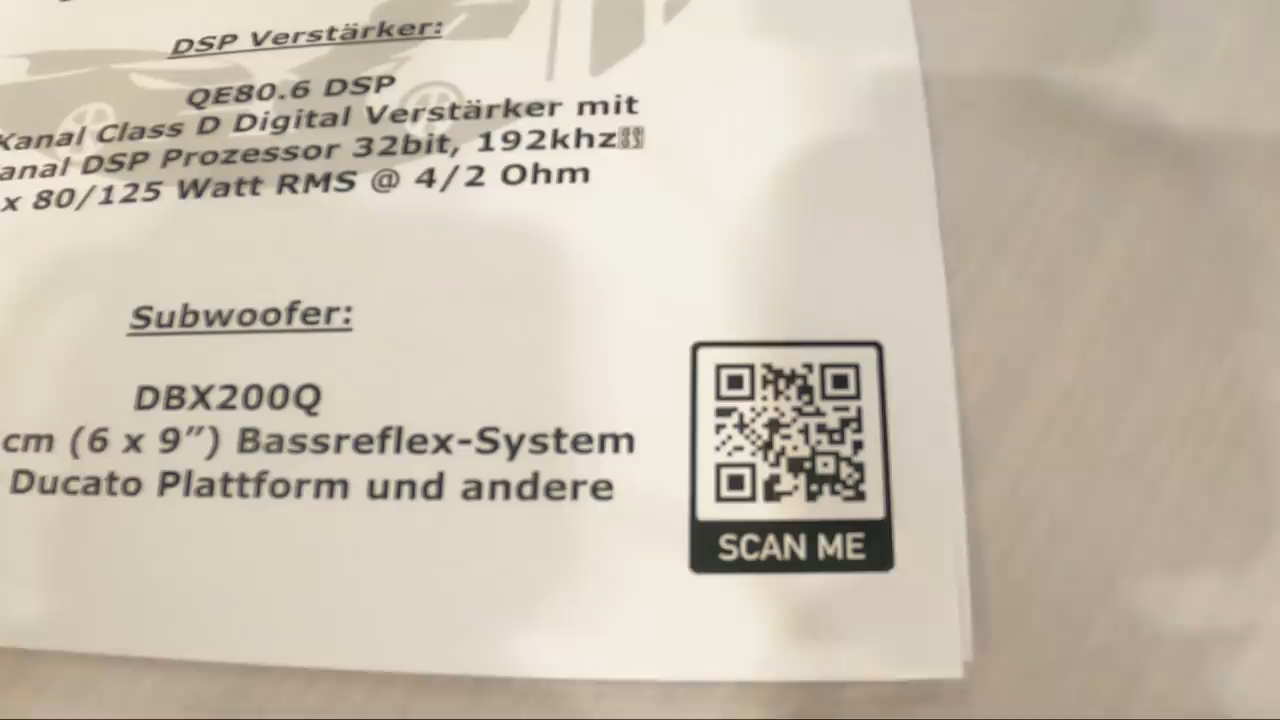 DSP Verstärker:
QE80.6 DSP
Kanal Class D Digital Verstärker mit
anal DSP Prozessor 32bit, 192khz
x 80/125 Watt RMS @ 4/2 Ohm
Subwoofer:
DBX200Q
cm (6 x 9”) Bassreflex-System
Ducato Plattform und andere
SCAN ME